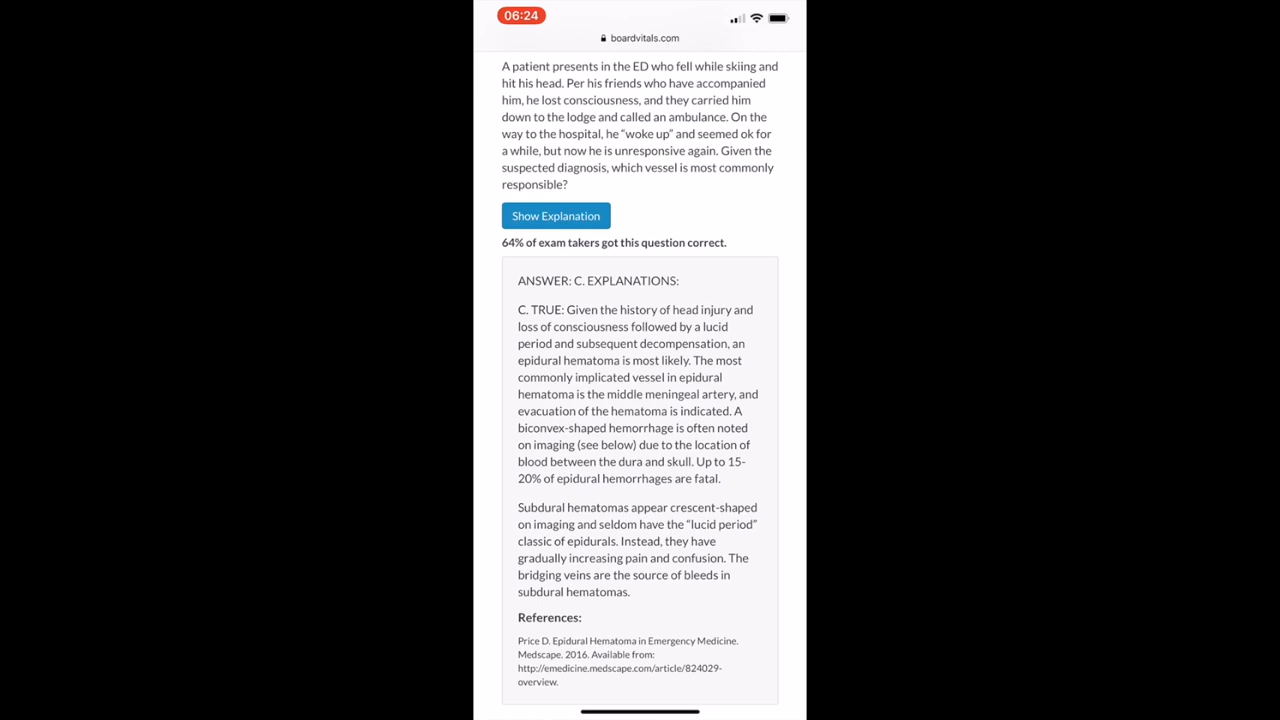 06:24
boardvitals.com
A patient presents in the ED who fell while skiing and
hit his head. Per his friends who have accompanied
him, he lost consciousness, and they carried him
down to the lodge and called an ambulance. On the
way to the hospital, he “woke up” and seemed ok for
a while, but now he is unresponsive again. Given the
suspected diagnosis, which vessel is most commonly
responsible?
Show Explanation
64% of exam takers got this question correct.
ANSWER: C. EXPLANATIONS:
C. TRUE: Given the history of head injury and
loss of consciousness followed by a lucid
period and subsequent decompensation, an
epidural hematoma is most likely. The most
commonly implicated vessel in epidural
hematoma is the middle meningeal artery, and
evacuation of the hematoma is indicated. A
biconvex-shaped hemorrhage is often noted
on imaging (see below) due to the location of
blood between the dura and skull. Up to 15-
20% of epidural hemorrhages are fatal.
Subdural hematomas appear crescent-shaped
on imaging and seldom have the “lucid period”
classic of epidurals. Instead, they have
gradually increasing pain and confusion. The
bridging veins are the source of bleeds in
subdural hematomas.
References:
Price D. Epidural Hematoma in Emergency Medicine.
Medscape. 2016. Available from:
http://emedicine.medscape.com/article/824029-
overview.